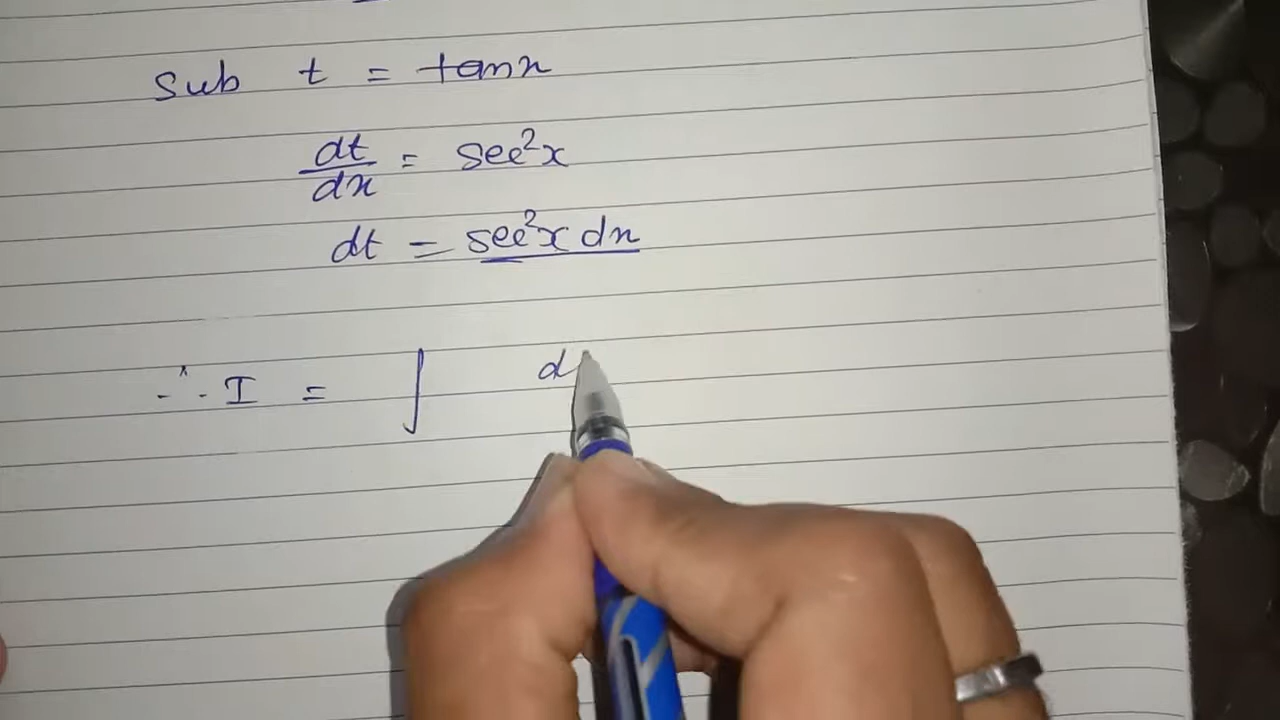 Sub t = tanx
dt/dx = sec²x
dt = sec²x dx
∴ I = ∫ d